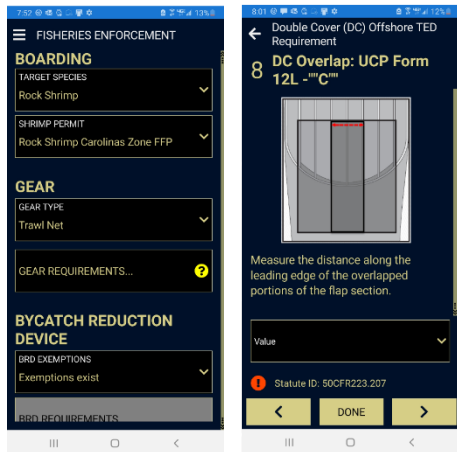 7:52
13%
FISHERIES ENFORCEMENT
BOARDING
TARGET SPECIES
Rock Shrimp
SHRIMP PERMIT
Rock Shrimp Carolinas Zone FFP
GEAR
GEAR TYPE
Trawl Net
GEAR REQUIREMENTS... ?
BYCATCH REDUCTION
DEVICE
BRD EXEMPTIONS
Exemptions exist
BRD REQUIREMENTS
8:01
12%
Double Cover (DC) Offshore TED
Requirement
8 DC Overlap: UCP Form
12L -""C""
Measure the distance along the
leading edge of the overlapped
portions of the flap section.
Value
! Statute ID: 50CFR223.207
DONE